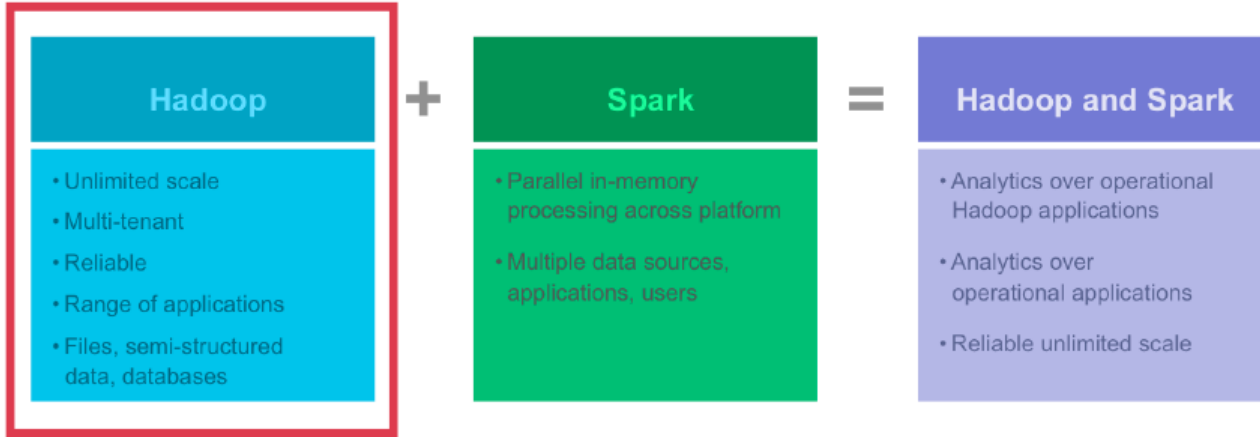 Hadoop
• Unlimited scale
• Multi-tenant
• Reliable
• Range of applications
• Files, semi-structured
data, databases
+
Spark
• Parallel in-memory
processing across platform
• Multiple data sources,
applications, users
=
Hadoop and Spark
• Analytics over operational
Hadoop applications
• Analytics over
operational applications
• Reliable unlimited scale